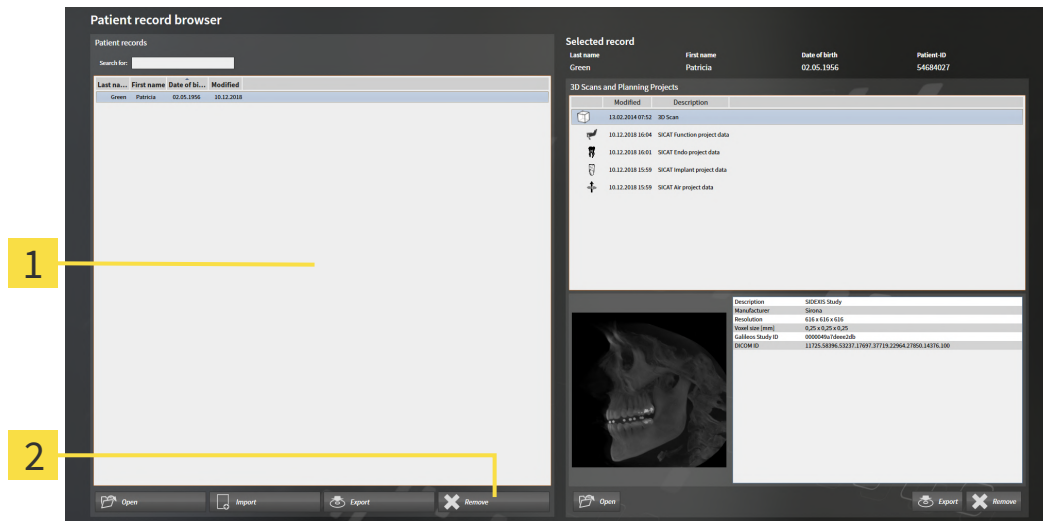 Patient record browser
Patient records
Search for:
Last na... First name Date of bi... Modified
Green Patricia 02.05.1956 10.12.2018
1
2
Open Import Export Remove
Selected record
Last name First name Date of birth Patient-ID
Green Patricia 02.05.1956 54684027
3D Scans and Planning Projects
Modified Description
13.02.2014 07:52 3D Scan
10.12.2018 16:04 SICAT Function project data
10.12.2018 16:01 SICAT Endo project data
10.12.2018 15:59 SICAT Implant project data
10.12.2018 15:59 SICAT Air project data
Description SIDEXIS Study
Manufacturer Sirona
Resolution 616 x 616 x 616
Voxel size [mm] 0,25 x 0,25 x 0,25
Galileos Study ID 0000049a7deee2db
DICOM ID 11725.58396.53237.17697.37719.22964.27850.14376.100
Open Export Remove